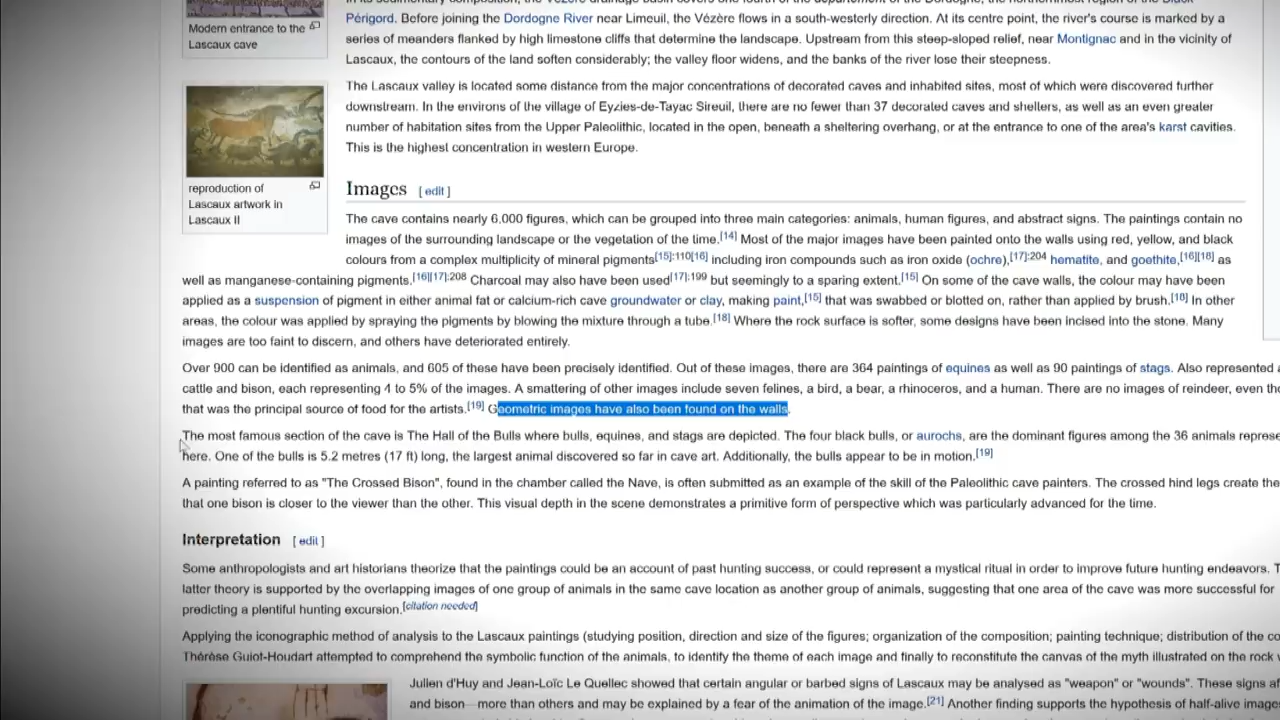 Modern entrance to the
Lascaux cave
Périgord. Before joining the Dordogne River near Limeuil, the Vézère flows in a south-westerly direction. At its centre point, the river's course is marked by a
series of meanders flanked by high limestone cliffs that determine the landscape. Upstream from this steep-sloped relief, near Montignac and in the vicinity of
Lascaux, the contours of the land soften considerably; the valley floor widens, and the banks of the river lose their steepness.
The Lascaux valley is located some distance from the major concentrations of decorated caves and inhabited sites, most of which were discovered further
downstream. In the environs of the village of Eyzies-de-Tayac Sireuil, there are no fewer than 37 decorated caves and shelters, as well as an even greater
number of habitation sites from the Upper Paleolithic, located in the open, beneath a sheltering overhang, or at the entrance to one of the area's karst cavities.
This is the highest concentration in western Europe.
reproduction of
Lascaux artwork in
Lascaux II
Images [ edit ]
The cave contains nearly 6,000 figures, which can be grouped into three main categories: animals, human figures, and abstract signs. The paintings contain no
images of the surrounding landscape or the vegetation of the time.[14] Most of the major images have been painted onto the walls using red, yellow, and black
colours from a complex multiplicity of mineral pigments[15]:110[16] including iron compounds such as iron oxide (ochre),[17]:204 hematite, and goethite,[16][18] as
well as manganese-containing pigments.[16][17]:208 Charcoal may also have been used[17]:199 but seemingly to a sparing extent.[15] On some of the cave walls, the colour may have been
applied as a suspension of pigment in either animal fat or calcium-rich cave groundwater or clay, making paint,[15] that was swabbed or blotted on, rather than applied by brush.[18] In other
areas, the colour was applied by spraying the pigments by blowing the mixture through a tube.[18] Where the rock surface is softer, some designs have been incised into the stone. Many
images are too faint to discern, and others have deteriorated entirely.
Over 900 can be identified as animals, and 605 of these have been precisely identified. Out of these images, there are 364 paintings of equines as well as 90 paintings of stags. Also represented
cattle and bison, each representing 4 to 5% of the images. A smattering of other images include seven felines, a bird, a bear, a rhinoceros, and a human. There are no images of reindeer, even
that was the principal source of food for the artists.[19] Geometric images have also been found on the walls.
The most famous section of the cave is The Hall of the Bulls where bulls, equines, and stags are depicted. The four black bulls, or aurochs, are the dominant figures among the 36 animals
here. One of the bulls is 5.2 metres (17 ft) long, the largest animal discovered so far in cave art. Additionally, the bulls appear to be in motion.[19]
A painting referred to as "The Crossed Bison", found in the chamber called the Nave, is often submitted as an example of the skill of the Paleolithic cave painters. The crossed hind legs create the
that one bison is closer to the viewer than the other. This visual depth in the scene demonstrates a primitive form of perspective which was particularly advanced for the time.
Interpretation [ edit ]
Some anthropologists and art historians theorize that the paintings could be an account of past hunting success, or could represent a mystical ritual in order to improve future hunting endeavors.
latter theory is supported by the overlapping images of one group of animals in the same cave location as another group of animals, suggesting that one area of the cave was more successful for
predicting a plentiful hunting excursion.[citation needed]
Applying the iconographic method of analysis to the Lascaux paintings (studying position, direction and size of the figures; organization of the composition; painting technique; distribution of the
Thérèse Guiot-Houdart attempted to comprehend the symbolic function of the animals, to identify the theme of each image and finally to reconstitute the canvas of the myth illustrated on the rock
Julien d'Huy and Jean-Loïc Le Quellec showed that certain angular or barbed signs of Lascaux may be analysed as "weapon" or "wounds". These signs
and bison—more than others and may be explained by a fear of the animation of the image.[21] Another finding supports the hypothesis of half-alive